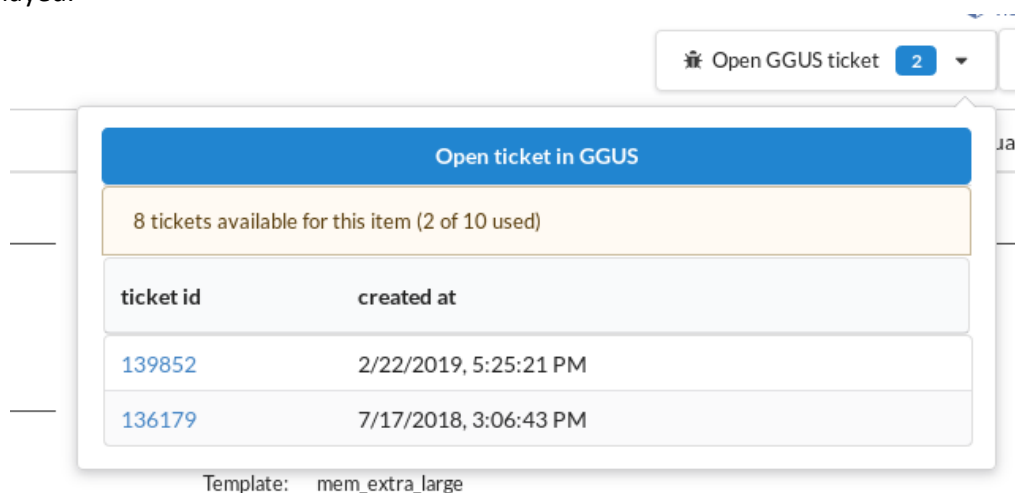 Open GGUS ticket 2
Open ticket in GGUS
8 tickets available for this item (2 of 10 used)
ticket id created at
139852 2/22/2019, 5:25:21 PM
136179 7/17/2018, 3:06:43 PM
Template: mem_extra_large